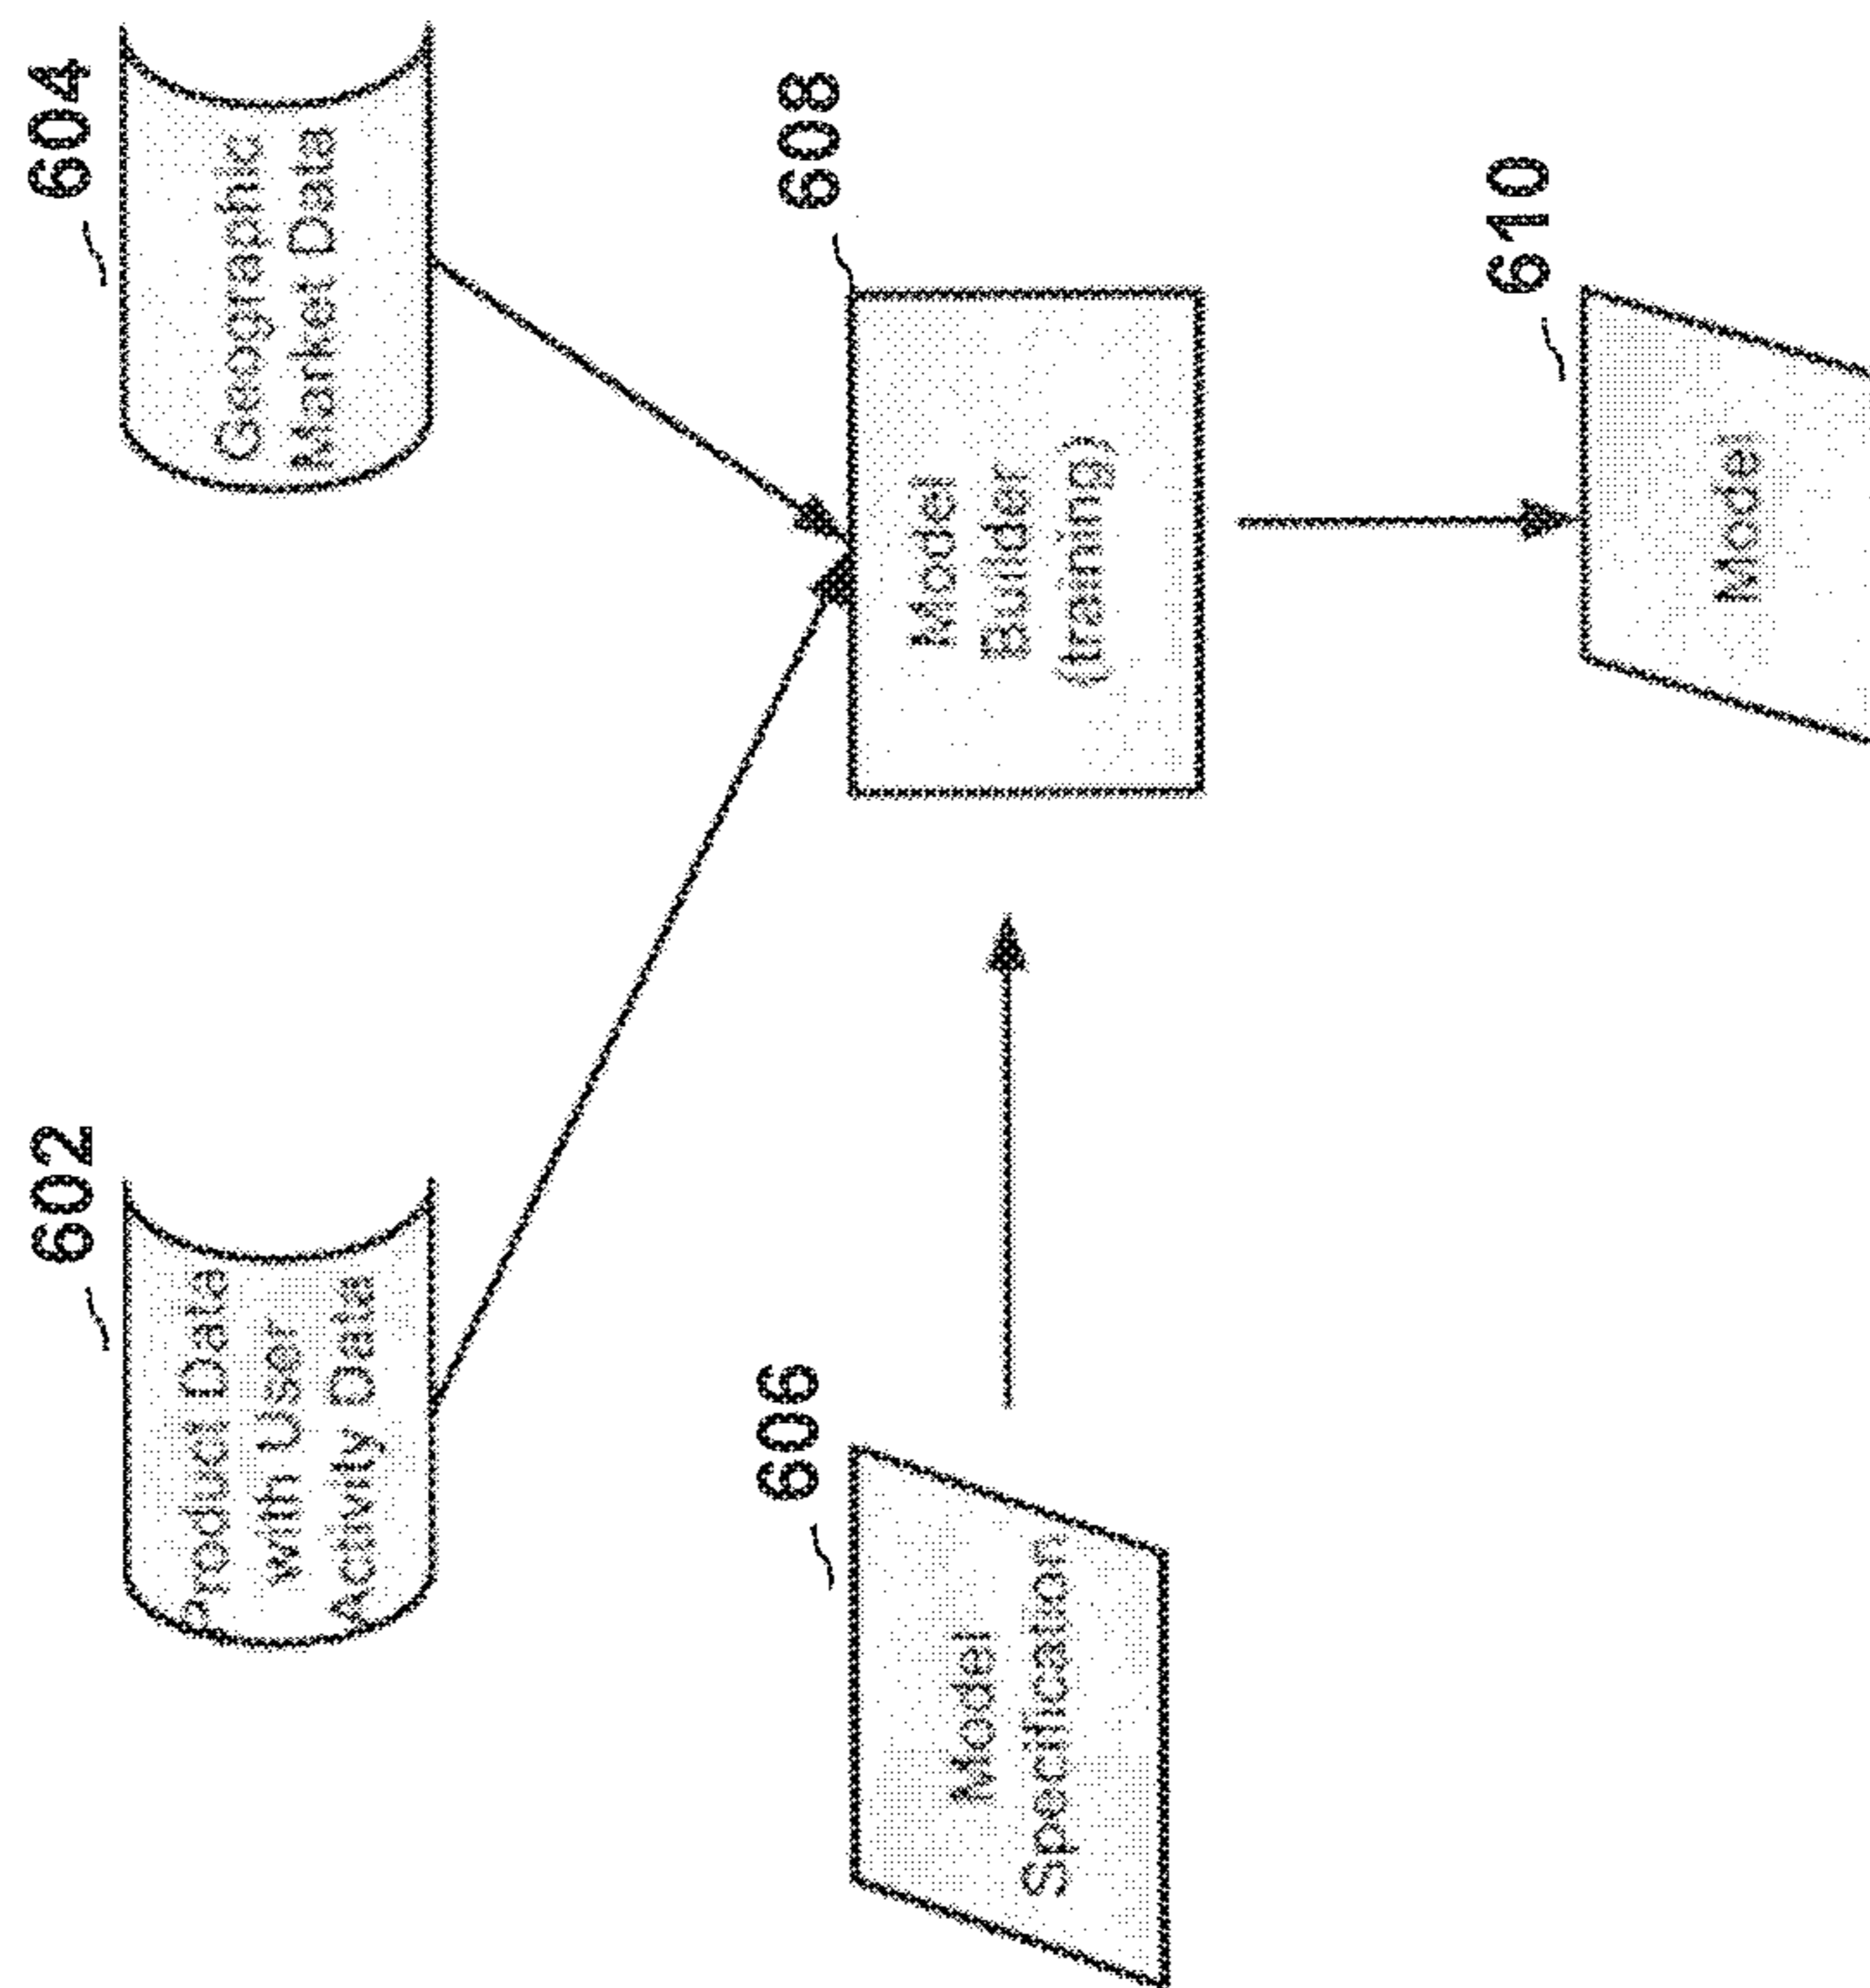 602
Product Data
with User
Activity Data
604
Geographic
Market Data
606
Model
Specification
608
Model
Builder
(training)
610
Model